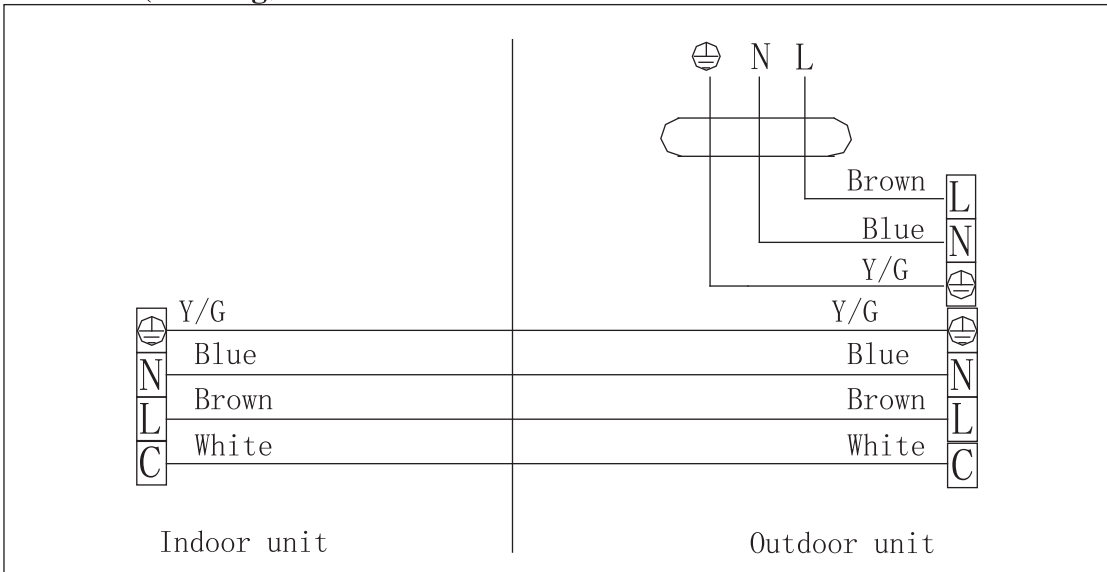 N L
Brown L
Blue N
Y/G
Y/G Y/G
Blue Blue
N N
Brown Brown
L L
White White
C C
Indoor unit Outdoor unit